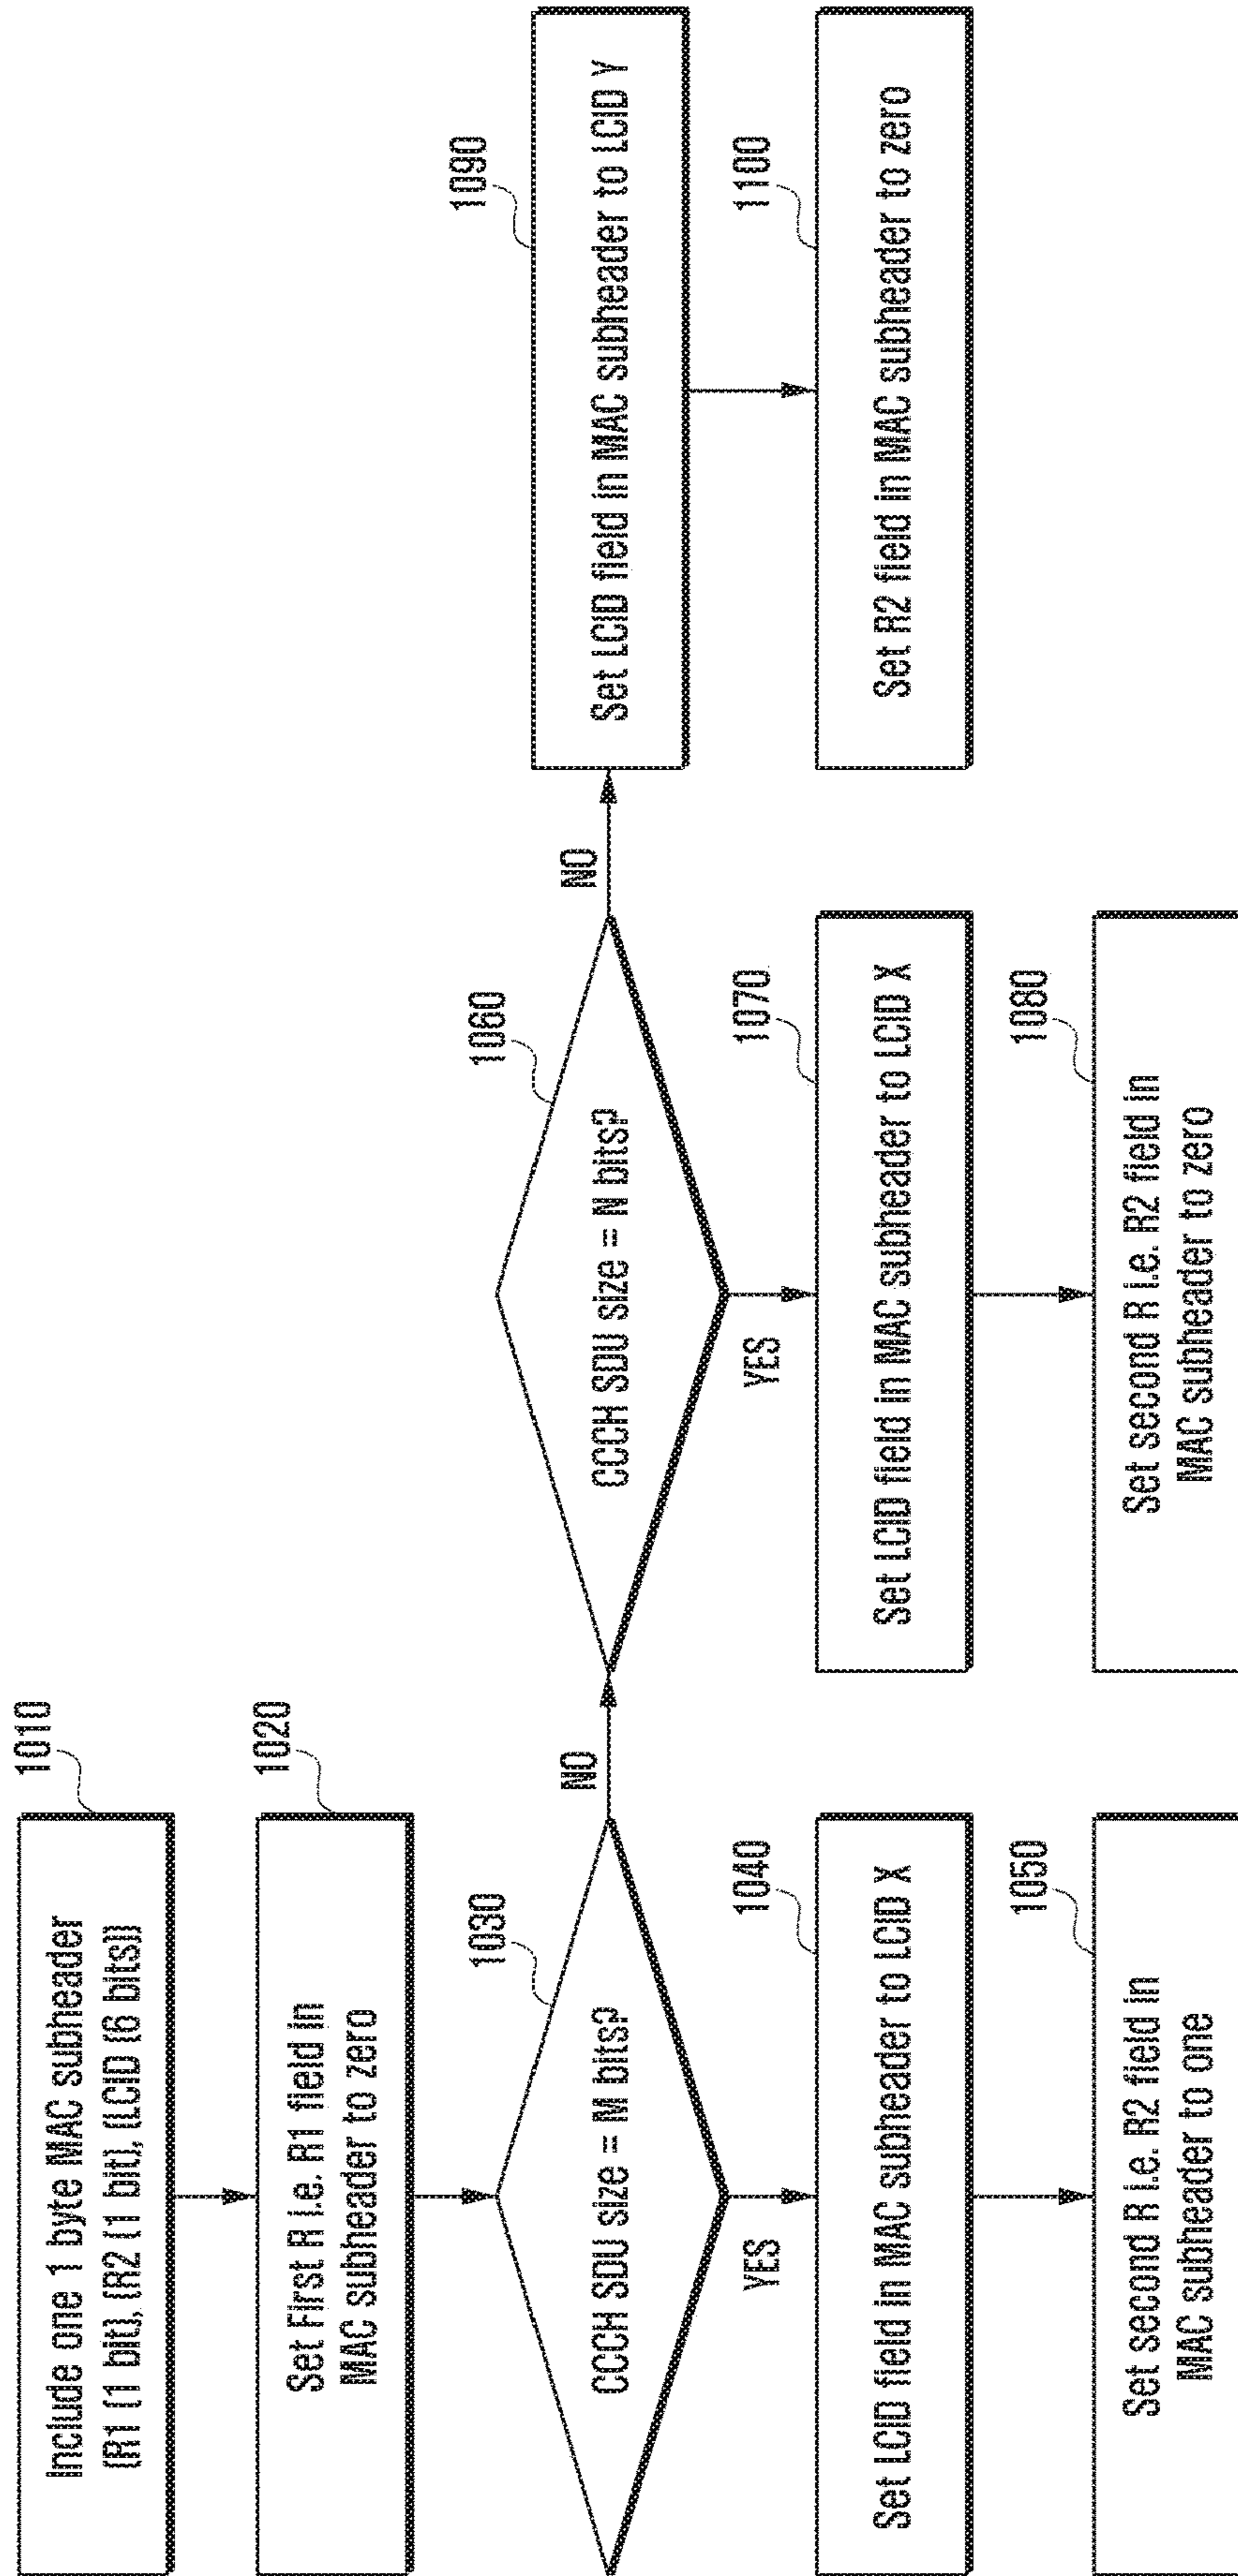 1010
Include one 1 byte MAC subheader
(R1 (1 bit), (R2 (1 bit), (LCID (6 bits))
1020
Set First R i.e. R1 field in
MAC subheader to zero
1030
CCCH SDU size = M bits?
NO
YES
1040
Set LCID field in MAC subheader to LCID X
1050
Set second R i.e. R2 field in
MAC subheader to one
1060
CCCH SDU size = N bits?
NO
YES
1070
Set LCID field in MAC subheader to LCID X
1080
Set second R i.e. R2 field in
MAC subheader to zero
1090
Set LCID field in MAC subheader to LCID Y
1100
Set R2 field in MAC subheader to zero